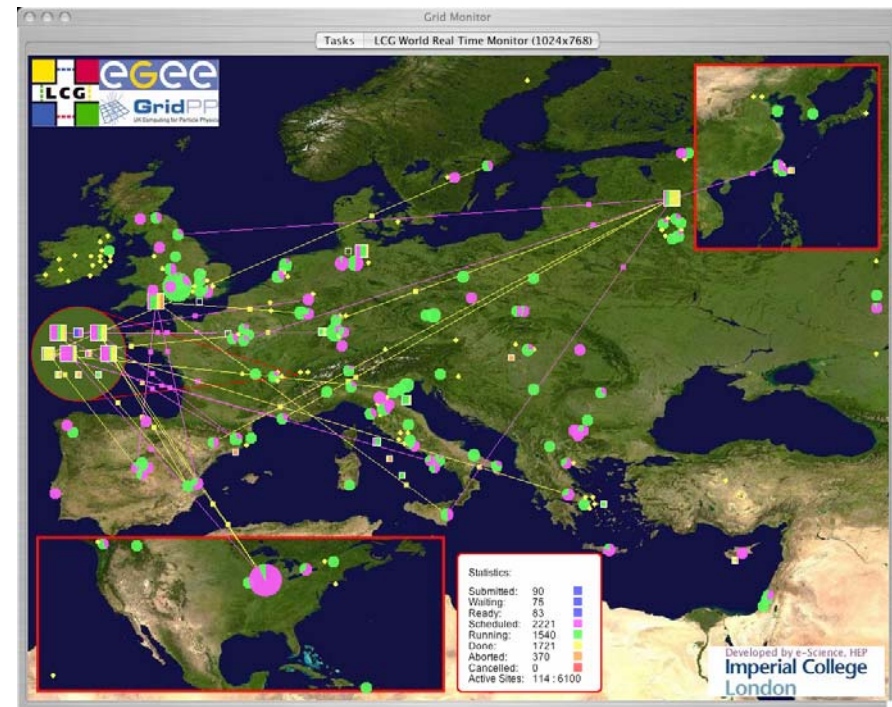 Grid Monitor
Tasks LCG World Real Time Monitor (1024x768)
LCG
eGee
GridPP
UK Computing for Particle Physics
Statistics:
Submitted: 90
Waiting: 75
Ready: 83
Scheduled: 2221
Running: 1540
Done: 1721
Aborted: 370
Cancelled: 0
Active Sites: 114 : 6100
Developed by e-Science, HEP
Imperial College
London